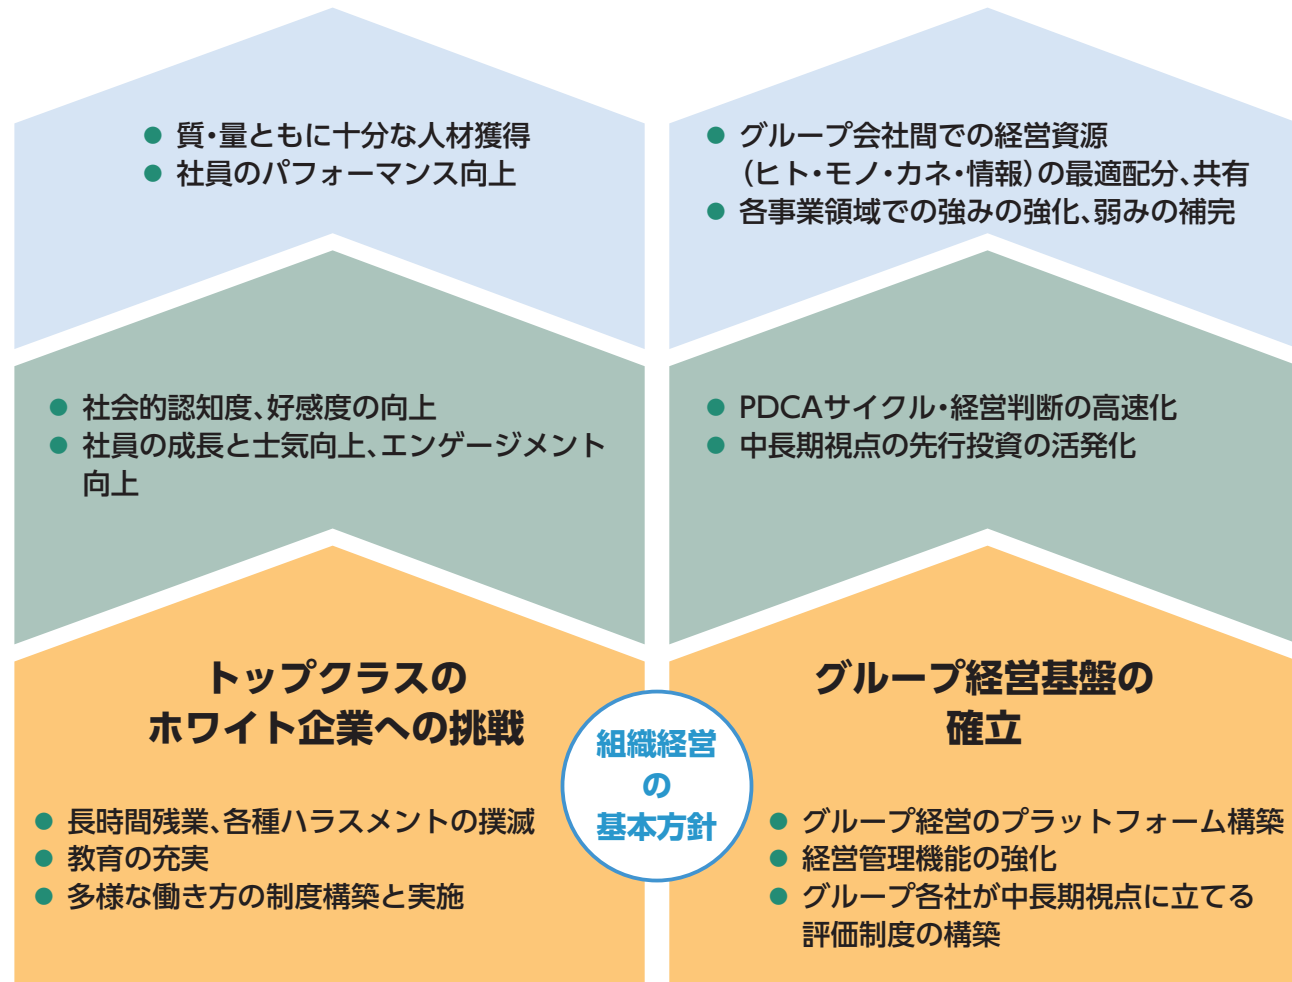 ● 質・量ともに十分な人材獲得
● 社員のパフォーマンス向上
● グループ会社間での経営資源
(ヒト・モノ・カネ・情報)の最適配分、共有
● 各事業領域での強みの強化、弱みの補完
● 社会的認知度、好感度の向上
● 社員の成長と士気向上、エンゲージメント
向上
● PDCAサイクル・経営判断の高速化
● 中長期視点の先行投資の活発化
トップクラスの
ホワイト企業への挑戦
● 長時間残業、各種ハラスメントの撲滅
● 教育の充実
● 多様な働き方の制度構築と実施
組織経営
の
基本方針
グループ経営基盤の
確立
● グループ経営のプラットフォーム構築
● 経営管理機能の強化
● グループ各社が中長期視点に立てる
評価制度の構築